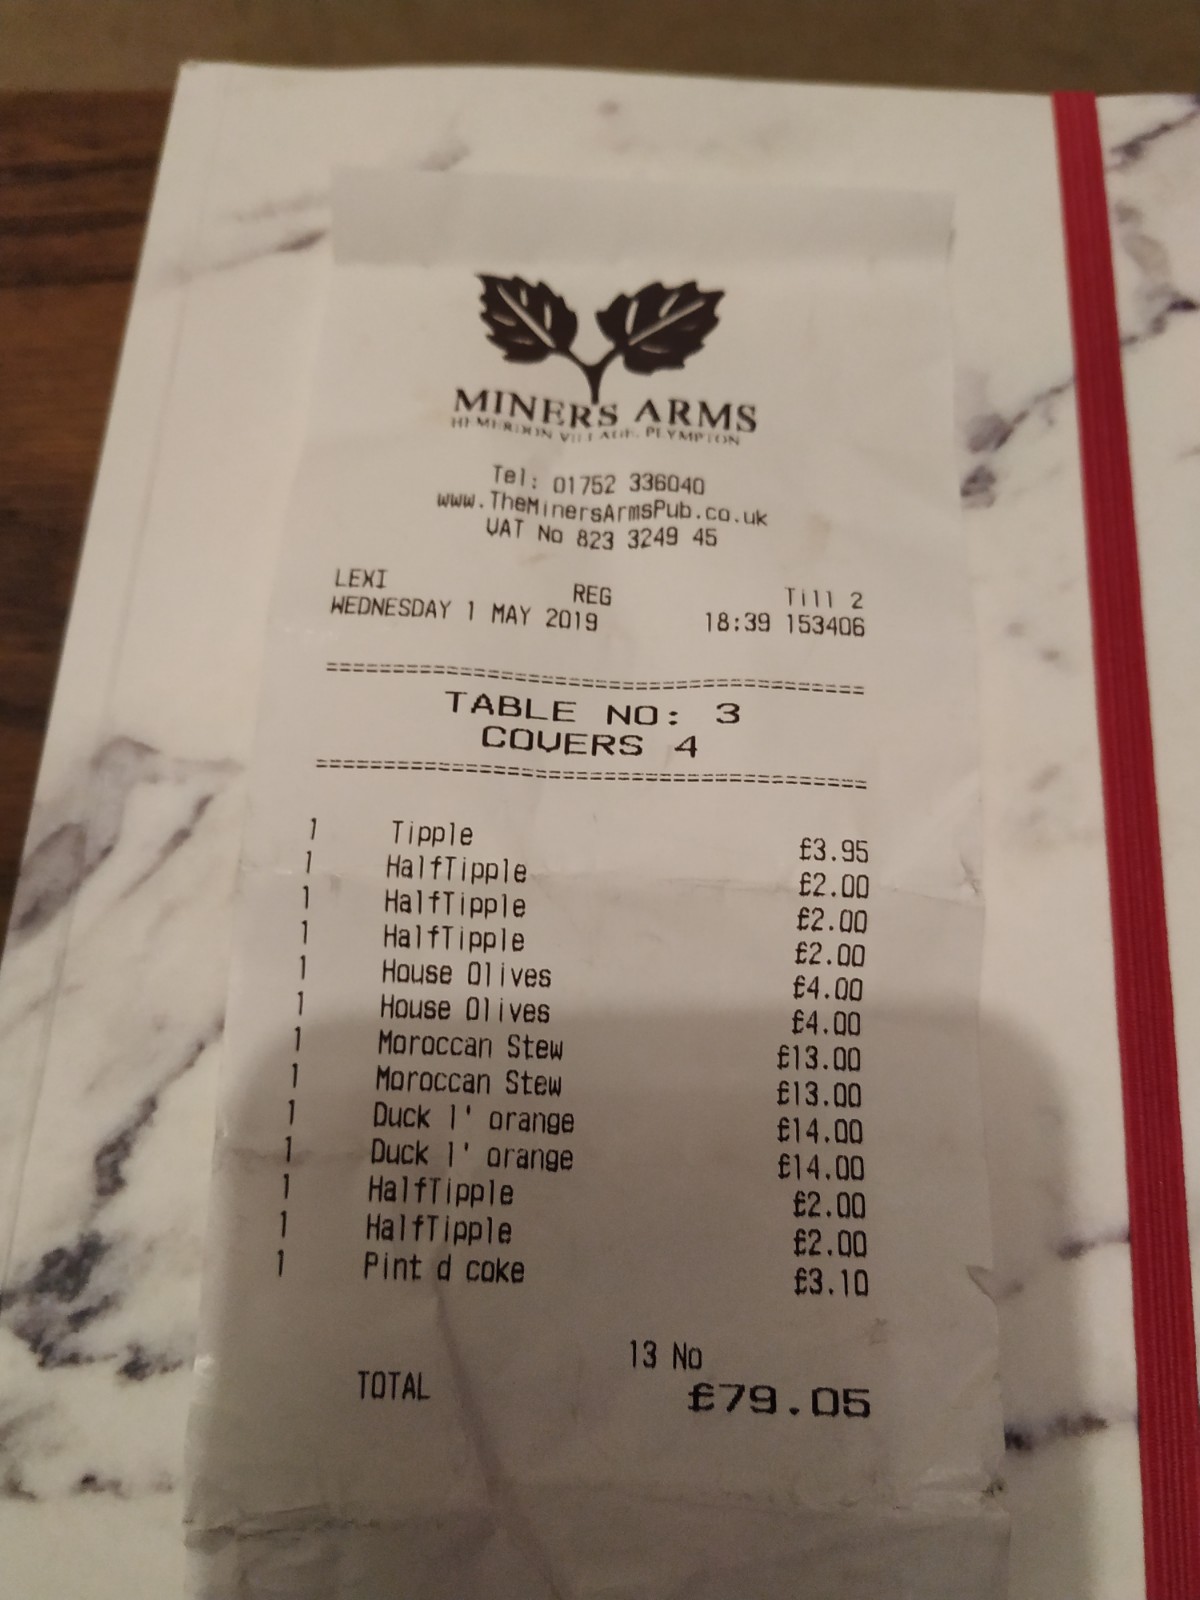 MINERS ARMS
HEMERDON VILLAGE, PLYMPTON
Tel: 01752 336040
www.TheMinersArmsPub.co.uk
VAT No 823 3249 45
LEXI REG Till 2
WEDNESDAY 1 MAY 2019 18:39 153406
TABLE NO: 3
COVERS 4
1 Tipple £3.95
1 HalfTipple £2.00
1 HalfTipple £2.00
1 HalfTipple £2.00
1 House Olives £4.00
1 House Olives £4.00
1 Moroccan Stew £13.00
1 Moroccan Stew £13.00
1 Duck l' orange £14.00
1 Duck l' orange £14.00
1 HalfTipple £2.00
1 HalfTipple £2.00
1 Pint d coke £3.10
13 No
TOTAL £79.05